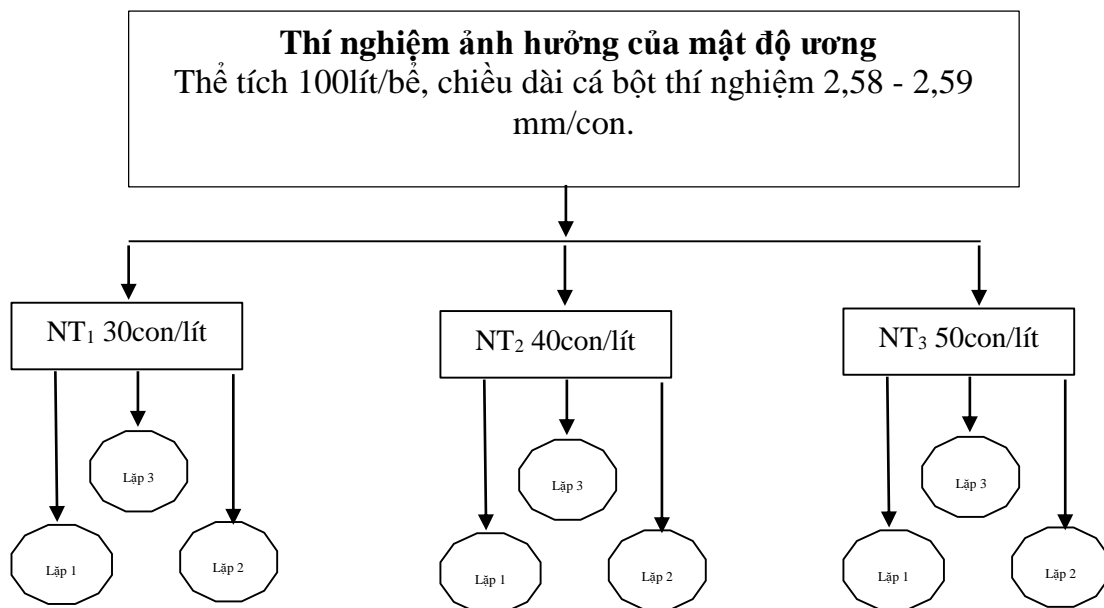 Thí nghiệm ảnh hưởng của mật độ ương
Thể tích 100lít/bể, chiều dài cá bột thí nghiệm 2,58 - 2,59
mm/con.
NT₁ 30con/lít
NT₂ 40con/lít
NT₃ 50con/lít
Lặp 3
Lặp 3
Lặp 3
Lặp 1
Lặp 2
Lặp 1
Lặp 2
Lặp 1
Lặp 2